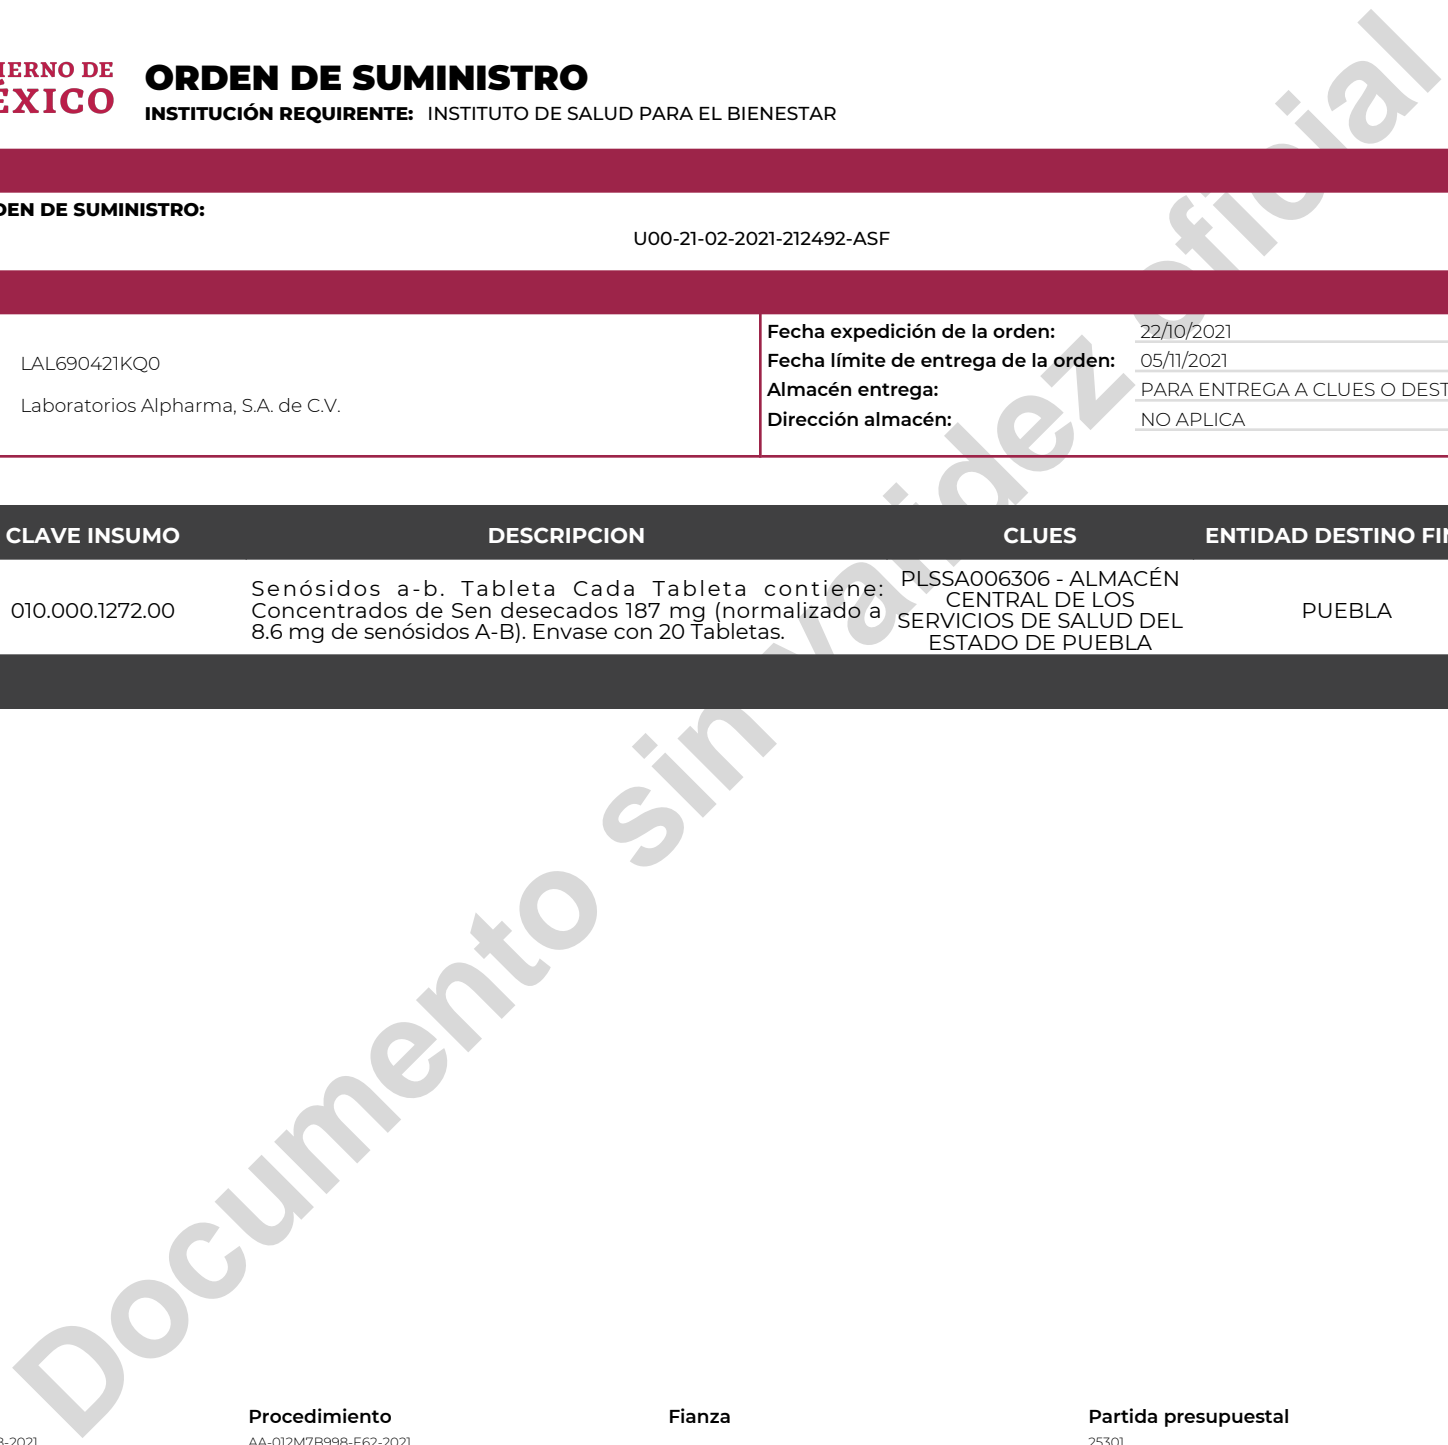 IERNO DE
ÉXICO
ORDEN DE SUMINISTRO
INSTITUCIÓN REQUIRENTE: INSTITUTO DE SALUD PARA EL BIENESTAR
DEN DE SUMINISTRO:
U00-21-02-2021-212492-ASF
LAL690421KQ0
Laboratorios Alpharma, S.A. de C.V.
Fecha expedición de la orden: 22/10/2021
Fecha límite de entrega de la orden: 05/11/2021
Almacén entrega: PARA ENTREGA A CLUES O DEST
Dirección almacén: NO APLICA
CLAVE INSUMO DESCRIPCION CLUES ENTIDAD DESTINO FIN
010.000.1272.00
Senósidos a-b. Tableta Cada Tableta contiene:
Concentrados de Sen desecados 187 mg (normalizado a
8.6 mg de senósidos A-B). Envase con 20 Tabletas.
PLSSA006306 - ALMACÉN
CENTRAL DE LOS
SERVICIOS DE SALUD DEL
ESTADO DE PUEBLA
PUEBLA
Documento sin validez oficial
Procedimiento Fianza Partida presupuestal
8-2021 AA-012M7B998-E62-2021 25301